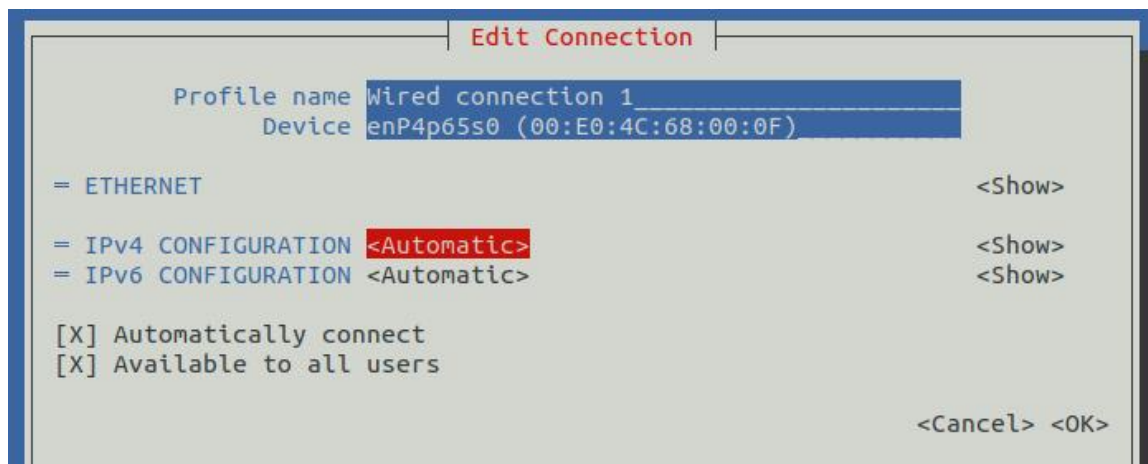 Edit Connection
Profile name Wired connection 1
Device enP4p65s0 (00:E0:4C:68:00:0F)
= ETHERNET <Show>
= IPv4 CONFIGURATION <Automatic> <Show>
= IPv6 CONFIGURATION <Automatic> <Show>
[X] Automatically connect
[X] Available to all users
<Cancel> <OK>